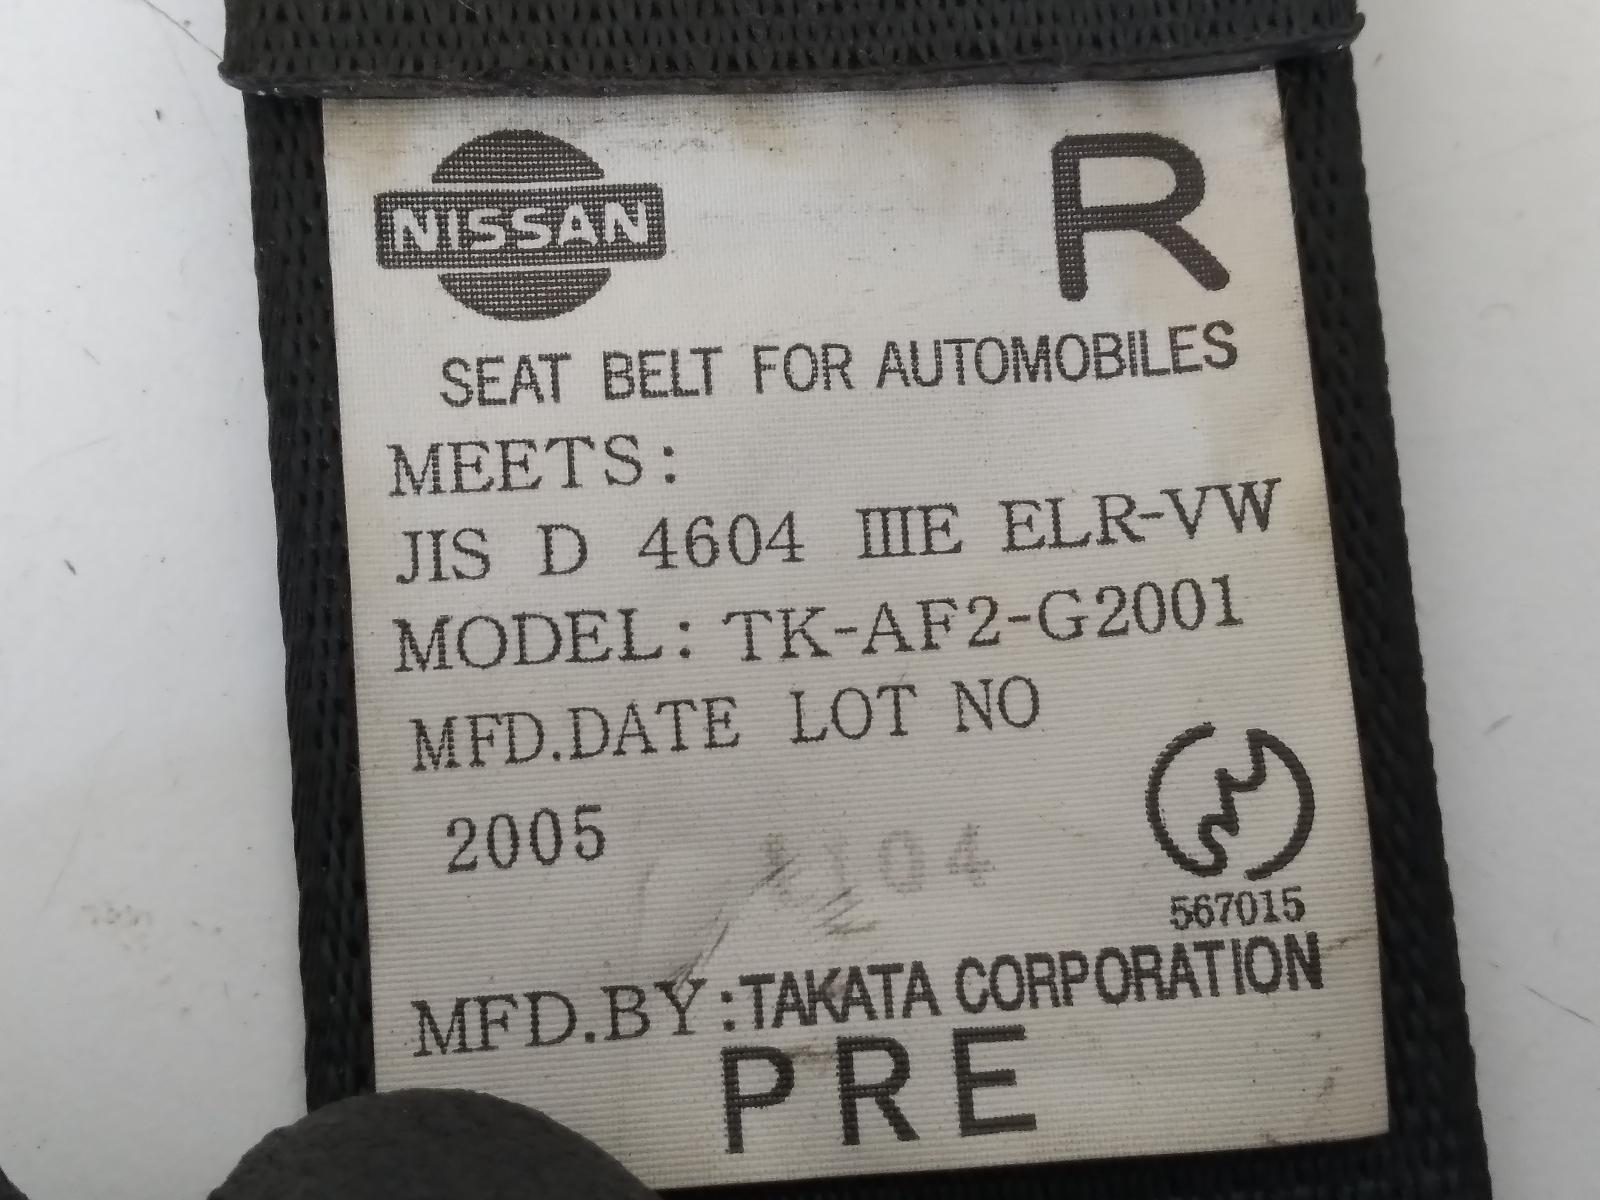 NISSAN
R
SEAT BELT FOR AUTOMOBILES
MEETS:
JIS D 4604 IIIE ELR-VW
MODEL: TK-AF2-G2001
MFD.DATE LOT NO
2005
567015
MFD.BY:TAKATA CORPORATION
PRE